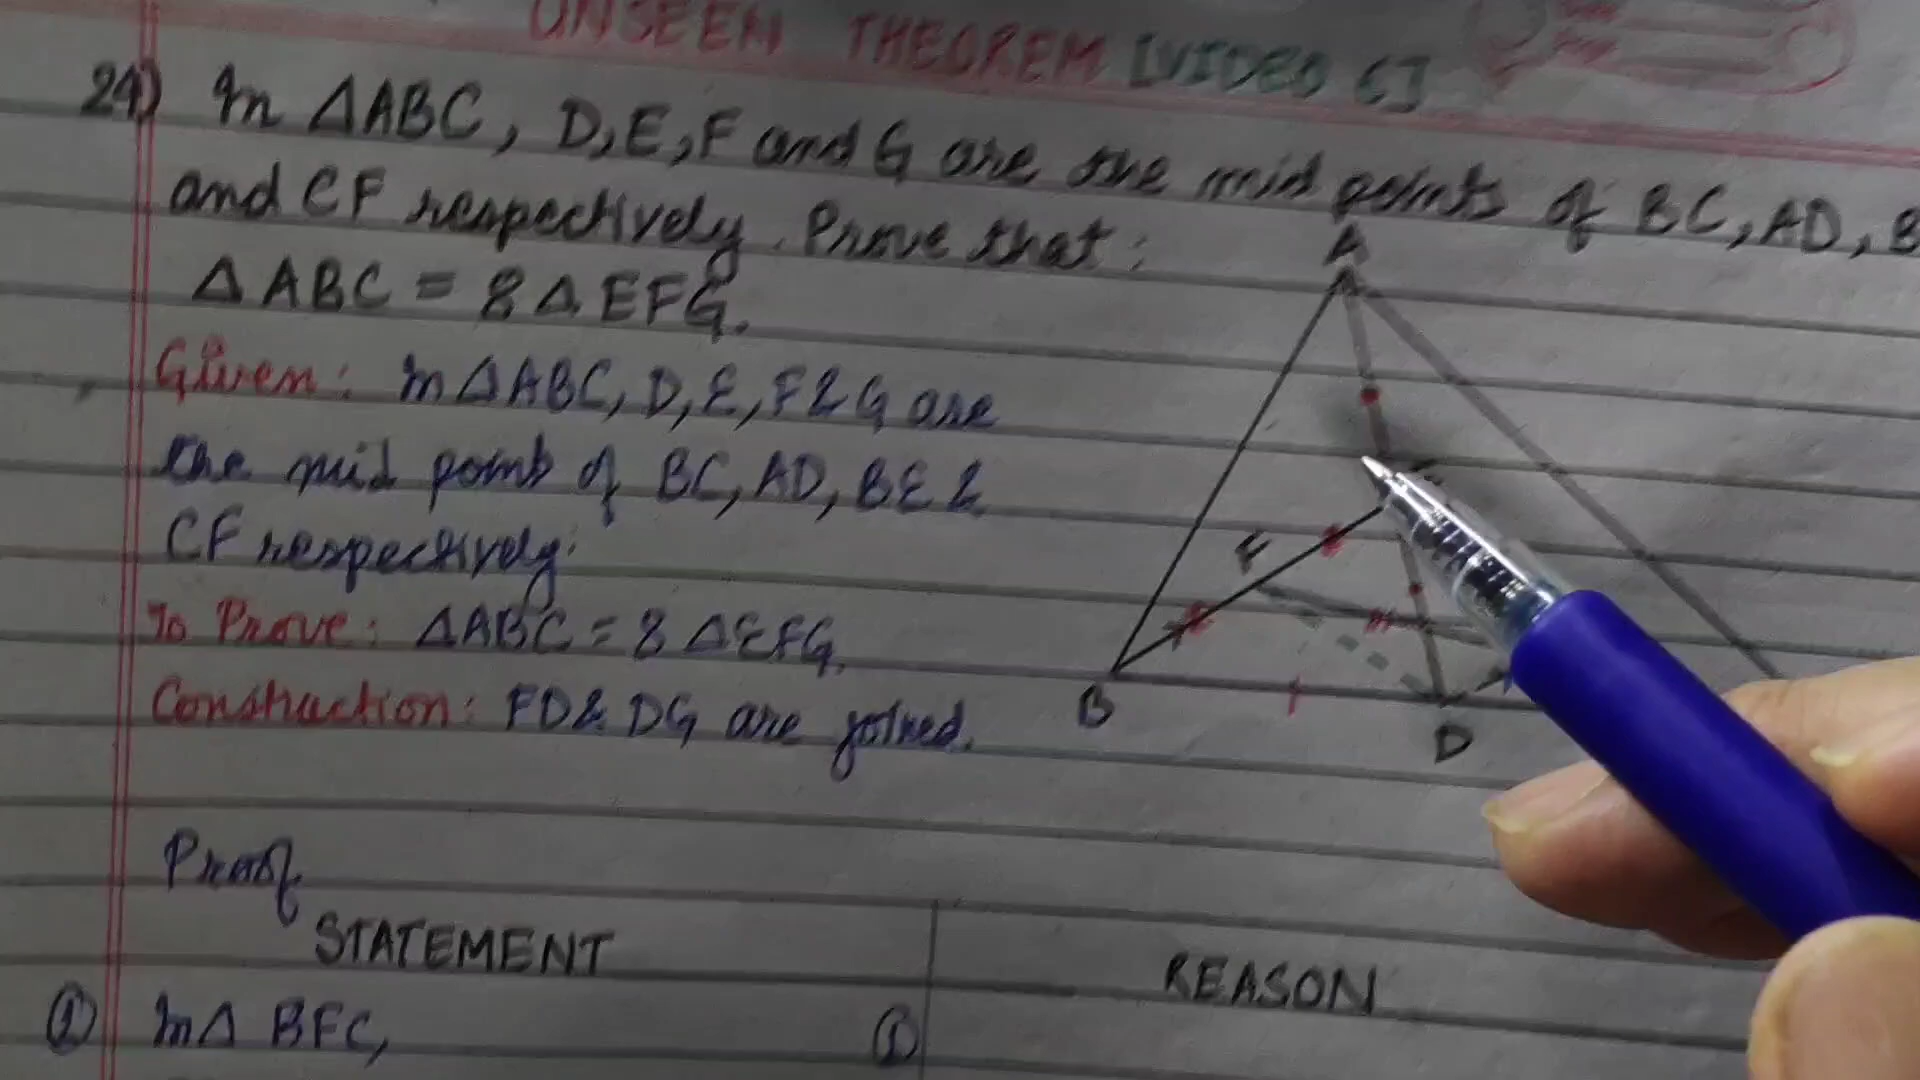 UNSEEN THEOREM [VIDEO 6]
24) In ΔABC, D,E,F and G are the mid points of BC, AD, B
and CF respectively. Prove that:
ΔABC = 8ΔEFG.
Given: In ΔABC, D,E,F & G are
the mid points of BC, AD, BE &
CF respectively.
To Prove: ΔABC = 8ΔEFG.
Construction: FD & DG are joined.
A
F
B
D
Proof
STATEMENT
REASON
① In Δ BFC,
①